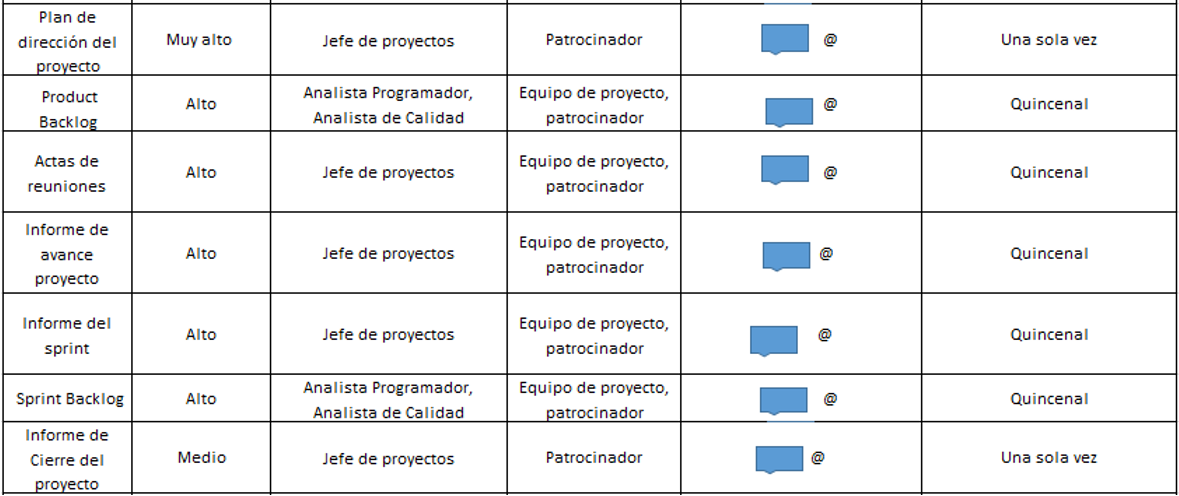 Plan de
dirección del
proyecto
Muy alto
Jefe de proyectos
Patrocinador
@
Una sola vez
Product
Backlog
Alto
Analista Programador,
Analista de Calidad
Equipo de proyecto,
patrocinador
@
Quincenal
Actas de
reuniones
Alto
Jefe de proyectos
Equipo de proyecto,
patrocinador
@
Quincenal
Informe de
avance
proyecto
Alto
Jefe de proyectos
Equipo de proyecto,
patrocinador
@
Quincenal
Informe del
sprint
Alto
Jefe de proyectos
Equipo de proyecto,
patrocinador
@
Quincenal
Sprint Backlog
Alto
Analista Programador,
Analista de Calidad
Equipo de proyecto,
patrocinador
@
Quincenal
Informe de
Cierre del
proyecto
Medio
Jefe de proyectos
Patrocinador
@
Una sola vez